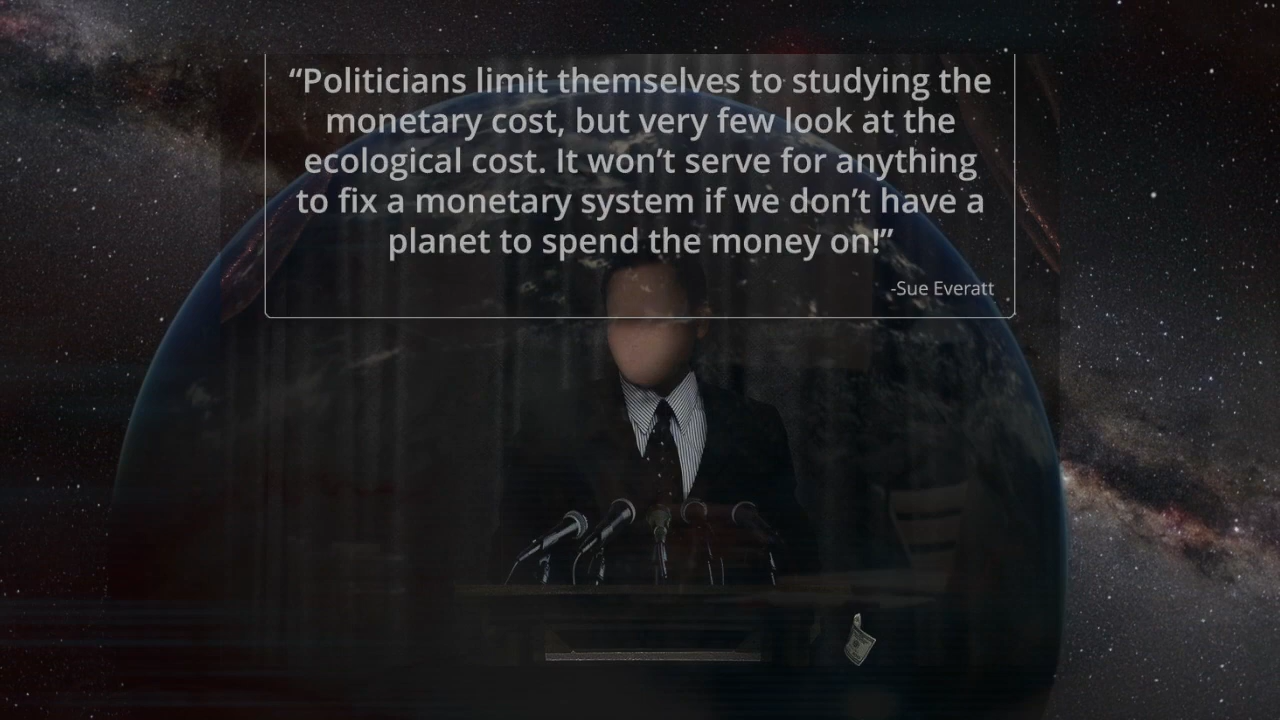 “Politicians limit themselves to studying the
monetary cost, but very few look at the
ecological cost. It won’t serve for anything
to fix a monetary system if we don’t have a
planet to spend the money on!”
-Sue Everatt